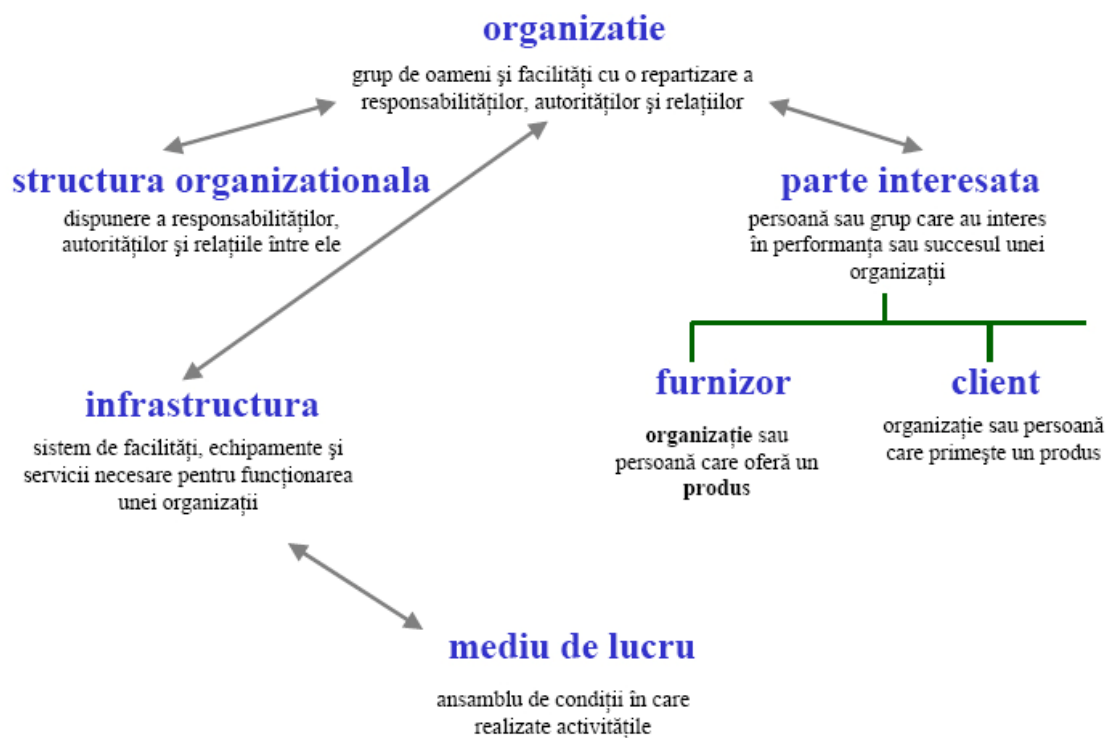 organizatie
grup de oameni şi facilităţi cu o repartizare a
responsabilităţilor, autorităţilor şi relaţiilor
structura organizationala
dispunere a responsabilităţilor,
autorităţilor şi relaţiile între ele
parte interesata
persoană sau grup care au interes
în performanţa sau succesul unei
organizaţii
infrastructura
sistem de facilităţi, echipamente şi
servicii necesare pentru funcţionarea
unei organizaţii
furnizor
organizaţie sau
persoană care oferă un
produs
client
organizaţie sau persoană
care primeşte un produs
mediu de lucru
ansamblu de condiţii în care
realizate activităţile